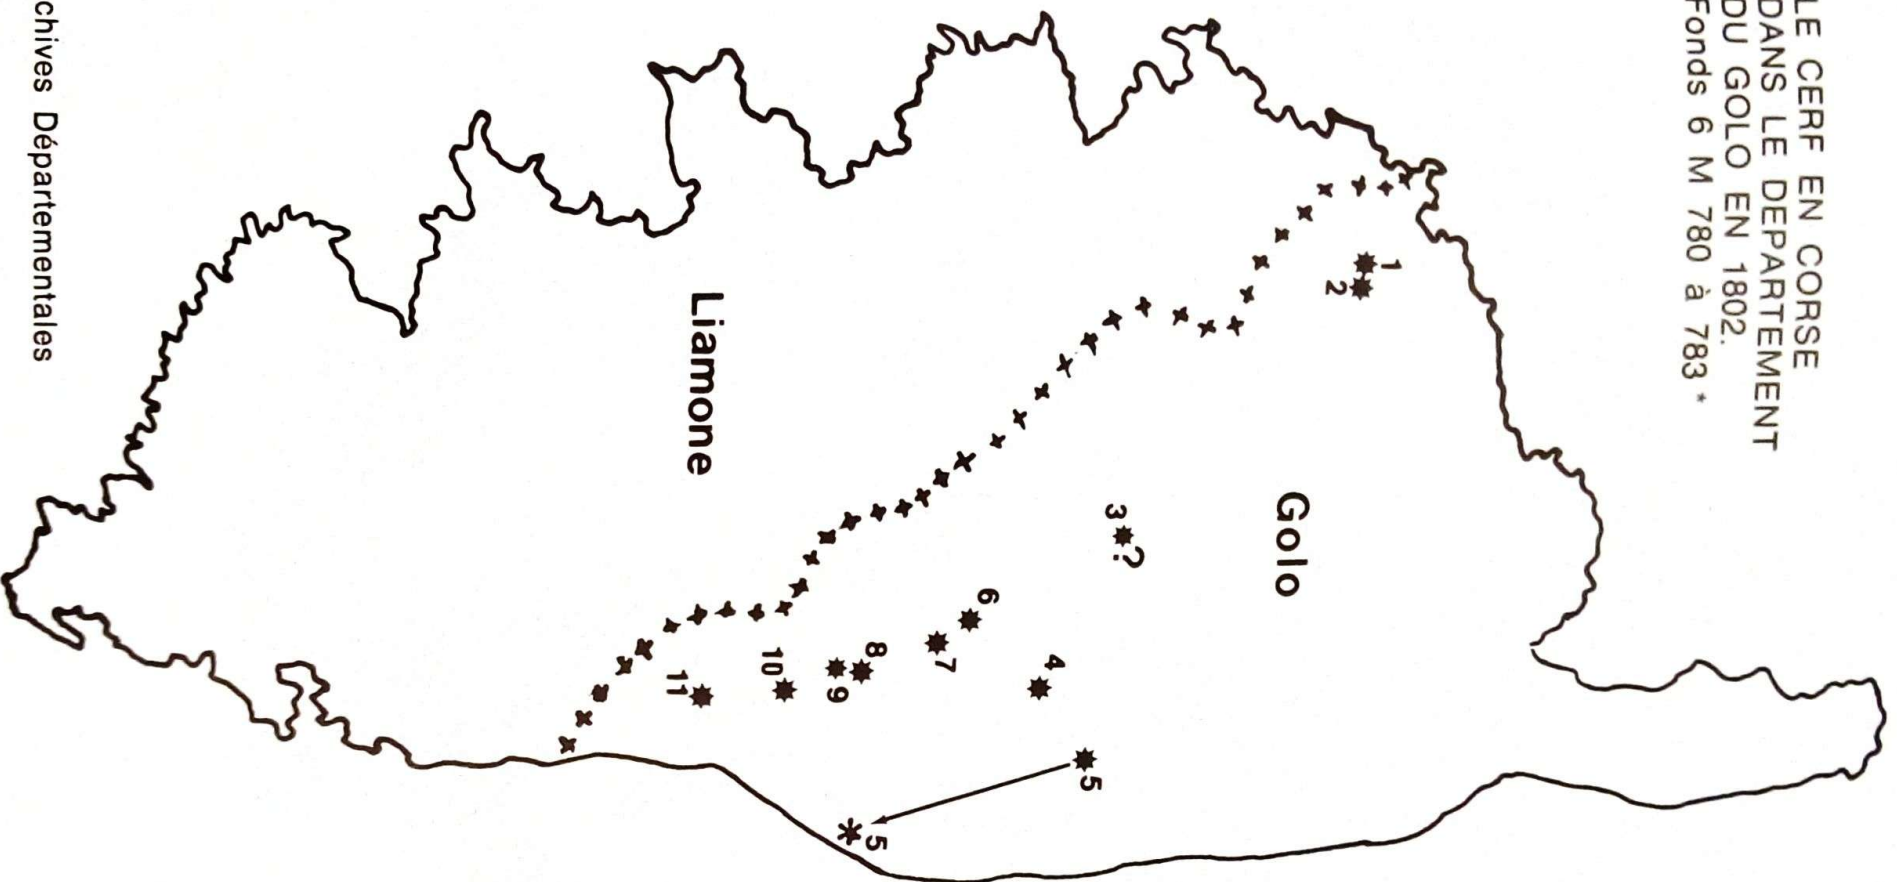 LE CERF EN CORSE
DANS LE DEPARTEMENT
DU GOLO EN 1802.
Fonds 6 M 780 à 783 *
1
2
Golo
3 ?
6
7
4
5
5
8
9
10
11
Liamone
chives Départementales